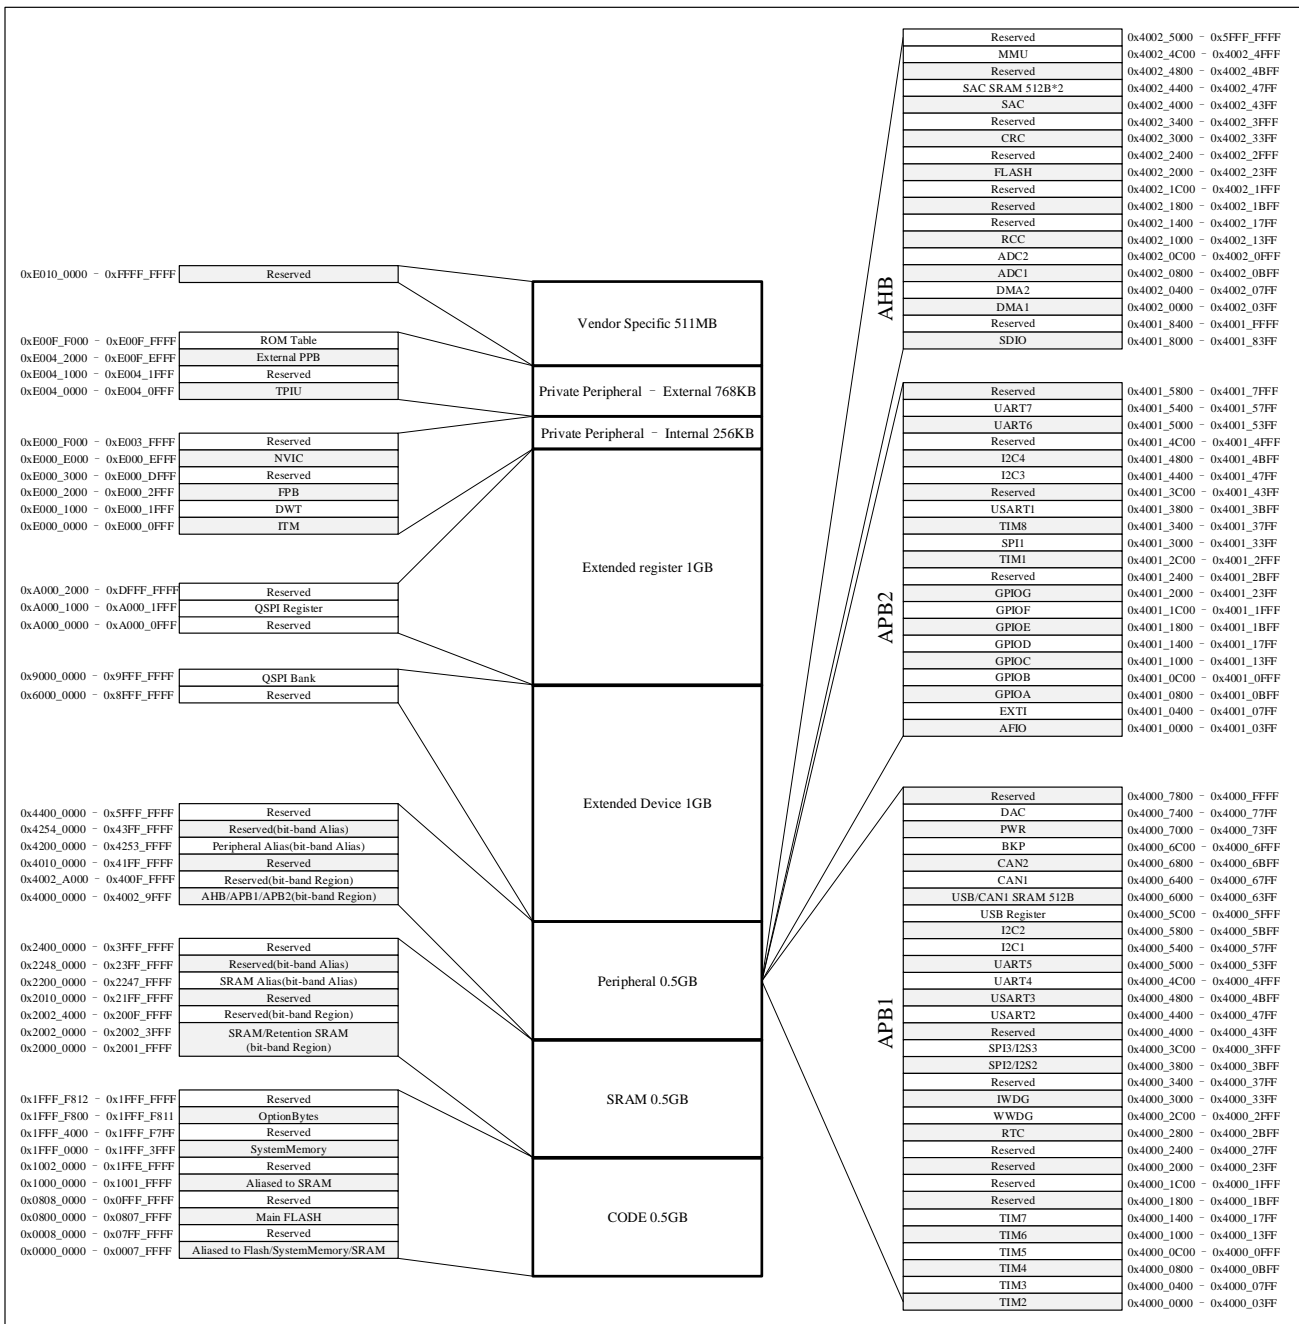 0xE010_0000 - 0xFFFF_FFFF Reserved
0xE00F_F000 - 0xE00F_FFFF ROM Table
0xE004_2000 - 0xE00F_EFFF External PPB
0xE004_1000 - 0xE004_1FFF Reserved
0xE004_0000 - 0xE004_0FFF TPIU
0xE000_F000 - 0xE003_FFFF Reserved
0xE000_E000 - 0xE000_EFFF NVIC
0xE000_3000 - 0xE000_DFFF Reserved
0xE000_2000 - 0xE000_2FFF FPB
0xE000_1000 - 0xE000_1FFF DWT
0xE000_0000 - 0xE000_0FFF ITM
0xA000_2000 - 0xDFFF_FFFF Reserved
0xA000_1000 - 0xA000_1FFF QSPI Register
0xA000_0000 - 0xA000_0FFF Reserved
0x9000_0000 - 0x9FFF_FFFF QSPI Bank
0x6000_0000 - 0x8FFF_FFFF Reserved
0x4400_0000 - 0x5FFF_FFFF Reserved
0x4254_0000 - 0x43FF_FFFF Reserved(bit-band Alias)
0x4200_0000 - 0x4253_FFFF Peripheral Alias(bit-band Alias)
0x4010_0000 - 0x41FF_FFFF Reserved
0x4002_A000 - 0x400F_FFFF Reserved(bit-band Region)
0x4000_0000 - 0x4002_9FFF AHB/APB1/APB2(bit-band Region)
0x2400_0000 - 0x3FFF_FFFF Reserved
0x2248_0000 - 0x23FF_FFFF Reserved(bit-band Alias)
0x2200_0000 - 0x2247_FFFF SRAM Alias(bit-band Alias)
0x2010_0000 - 0x21FF_FFFF Reserved
0x2002_4000 - 0x200F_FFFF Reserved(bit-band Region)
0x2002_0000 - 0x2002_3FFF SRAM/Retention SRAM
0x2000_0000 - 0x2001_FFFF (bit-band Region)
0x1FFF_F812 - 0x1FFF_FFFF Reserved
0x1FFF_F800 - 0x1FFF_F811 OptionBytes
0x1FFF_4000 - 0x1FFF_F7FF Reserved
0x1FFF_0000 - 0x1FFF_3FFF SystemMemory
0x1002_0000 - 0x1FFE_FFFF Reserved
0x1000_0000 - 0x1001_FFFF Aliased to SRAM
0x0808_0000 - 0x0FFF_FFFF Reserved
0x0800_0000 - 0x0807_FFFF Main FLASH
0x0008_0000 - 0x07FF_FFFF Reserved
0x0000_0000 - 0x0007_FFFF Aliased to Flash/SystemMemory/SRAM
Vendor Specific 511MB
Private Peripheral - External 768KB
Private Peripheral - Internal 256KB
Extended register 1GB
Extended Device 1GB
Peripheral 0.5GB
SRAM 0.5GB
CODE 0.5GB
AHB
Reserved 0x4002_5000 - 0x5FFF_FFFF
MMU 0x4002_4C00 - 0x4002_4FFF
Reserved 0x4002_4800 - 0x4002_4BFF
SAC SRAM 512B*2 0x4002_4400 - 0x4002_47FF
SAC 0x4002_4000 - 0x4002_43FF
Reserved 0x4002_3400 - 0x4002_3FFF
CRC 0x4002_3000 - 0x4002_33FF
Reserved 0x4002_2400 - 0x4002_2FFF
FLASH 0x4002_2000 - 0x4002_23FF
Reserved 0x4002_1C00 - 0x4002_1FFF
Reserved 0x4002_1800 - 0x4002_1BFF
Reserved 0x4002_1400 - 0x4002_17FF
RCC 0x4002_1000 - 0x4002_13FF
ADC2 0x4002_0C00 - 0x4002_0FFF
ADC1 0x4002_0800 - 0x4002_0BFF
DMA2 0x4002_0400 - 0x4002_07FF
DMA1 0x4002_0000 - 0x4002_03FF
Reserved 0x4001_8400 - 0x4001_FFFF
SDIO 0x4001_8000 - 0x4001_83FF
APB2
Reserved 0x4001_5800 - 0x4001_7FFF
UART7 0x4001_5400 - 0x4001_57FF
UART6 0x4001_5000 - 0x4001_53FF
Reserved 0x4001_4C00 - 0x4001_4FFF
I2C4 0x4001_4800 - 0x4001_4BFF
I2C3 0x4001_4400 - 0x4001_47FF
Reserved 0x4001_3C00 - 0x4001_43FF
USART1 0x4001_3800 - 0x4001_3BFF
TIM8 0x4001_3400 - 0x4001_37FF
SPI1 0x4001_3000 - 0x4001_33FF
TIM1 0x4001_2C00 - 0x4001_2FFF
Reserved 0x4001_2400 - 0x4001_2BFF
GPIOG 0x4001_2000 - 0x4001_23FF
GPIOF 0x4001_1C00 - 0x4001_1FFF
GPIOE 0x4001_1800 - 0x4001_1BFF
GPIOD 0x4001_1400 - 0x4001_17FF
GPIOC 0x4001_1000 - 0x4001_13FF
GPIOB 0x4001_0C00 - 0x4001_0FFF
GPIOA 0x4001_0800 - 0x4001_0BFF
EXTI 0x4001_0400 - 0x4001_07FF
AFIO 0x4001_0000 - 0x4001_03FF
APB1
Reserved 0x4000_7800 - 0x4000_FFFF
DAC 0x4000_7400 - 0x4000_77FF
PWR 0x4000_7000 - 0x4000_73FF
BKP 0x4000_6C00 - 0x4000_6FFF
CAN2 0x4000_6800 - 0x4000_6BFF
CAN1 0x4000_6400 - 0x4000_67FF
USB/CAN1 SRAM 512B 0x4000_6000 - 0x4000_63FF
USB Register 0x4000_5C00 - 0x4000_5FFF
I2C2 0x4000_5800 - 0x4000_5BFF
I2C1 0x4000_5400 - 0x4000_57FF
UART5 0x4000_5000 - 0x4000_53FF
UART4 0x4000_4C00 - 0x4000_4FFF
USART3 0x4000_4800 - 0x4000_4BFF
USART2 0x4000_4400 - 0x4000_47FF
Reserved 0x4000_4000 - 0x4000_43FF
SPI3/I2S3 0x4000_3C00 - 0x4000_3FFF
SPI2/I2S2 0x4000_3800 - 0x4000_3BFF
Reserved 0x4000_3400 - 0x4000_37FF
IWDG 0x4000_3000 - 0x4000_33FF
WWDG 0x4000_2C00 - 0x4000_2FFF
RTC 0x4000_2800 - 0x4000_2BFF
Reserved 0x4000_2400 - 0x4000_27FF
Reserved 0x4000_2000 - 0x4000_23FF
Reserved 0x4000_1C00 - 0x4000_1FFF
Reserved 0x4000_1800 - 0x4000_1BFF
TIM7 0x4000_1400 - 0x4000_17FF
TIM6 0x4000_1000 - 0x4000_13FF
TIM5 0x4000_0C00 - 0x4000_0FFF
TIM4 0x4000_0800 - 0x4000_0BFF
TIM3 0x4000_0400 - 0x4000_07FF
TIM2 0x4000_0000 - 0x4000_03FF